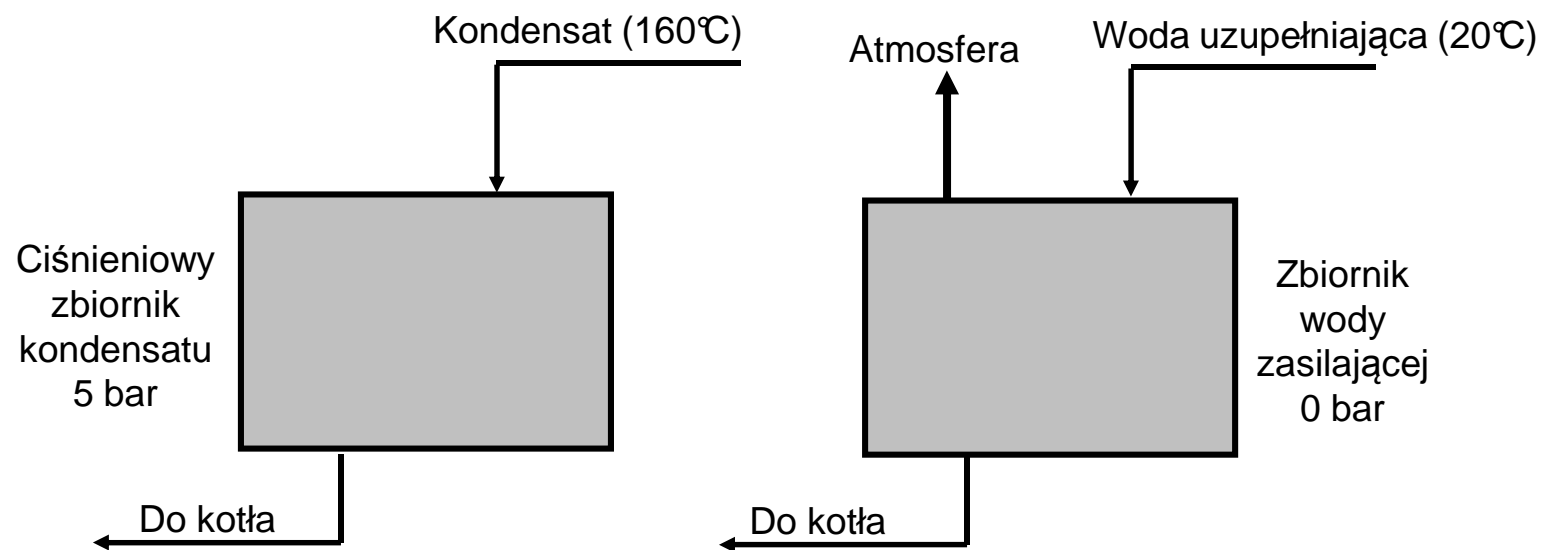 Kondensat (160°C)
Atmosfera
Woda uzupełniająca (20°C)
Ciśnieniowy
zbiornik
kondensatu
5 bar
Zbiornik
wody
zasilającej
0 bar
Do kotła
Do kotła